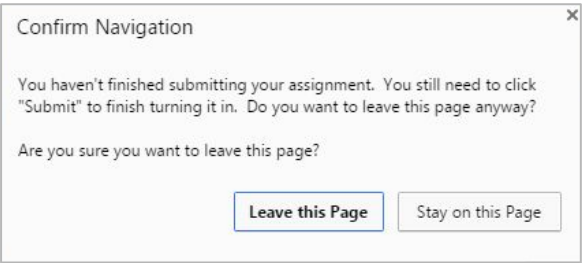 Confirm Navigation
You haven't finished submitting your assignment.  You still need to click
"Submit" to finish turning it in.  Do you want to leave this page anyway?
Are you sure you want to leave this page?
Leave this Page
Stay on this Page